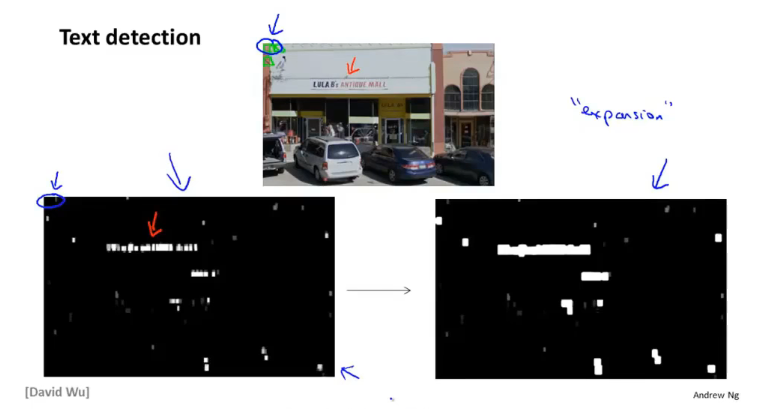 Text detection
LULA B's ANTIQUE MALL
"expansion"
[David Wu]
Andrew Ng